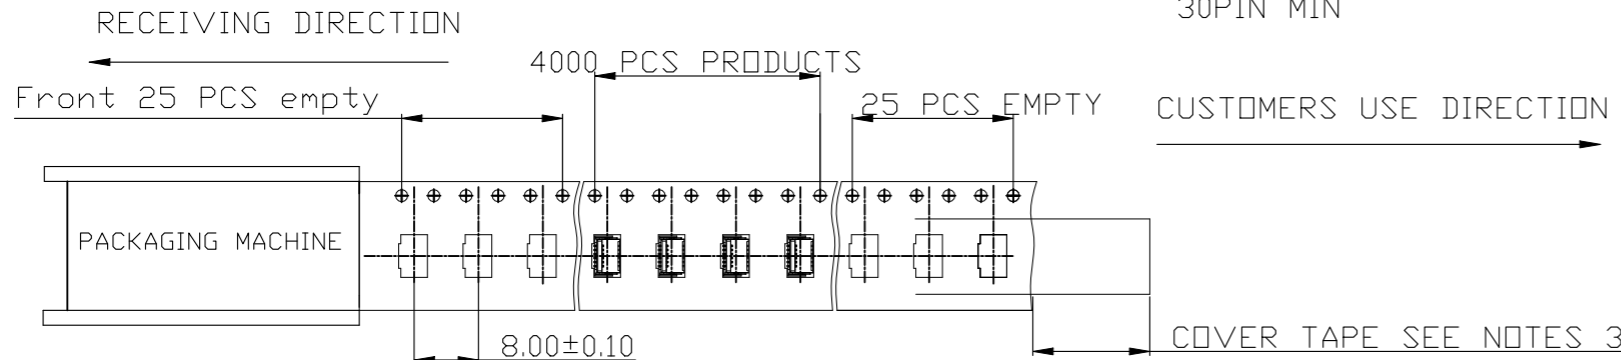 30PIN MIN
RECEIVING DIRECTION
4000 PCS PRODUCTS
Front 25 PCS empty
25 PCS EMPTY
CUSTOMERS USE DIRECTION
PACKAGING MACHINE
8.00±0.10
COVER TAPE SEE NOTES 3